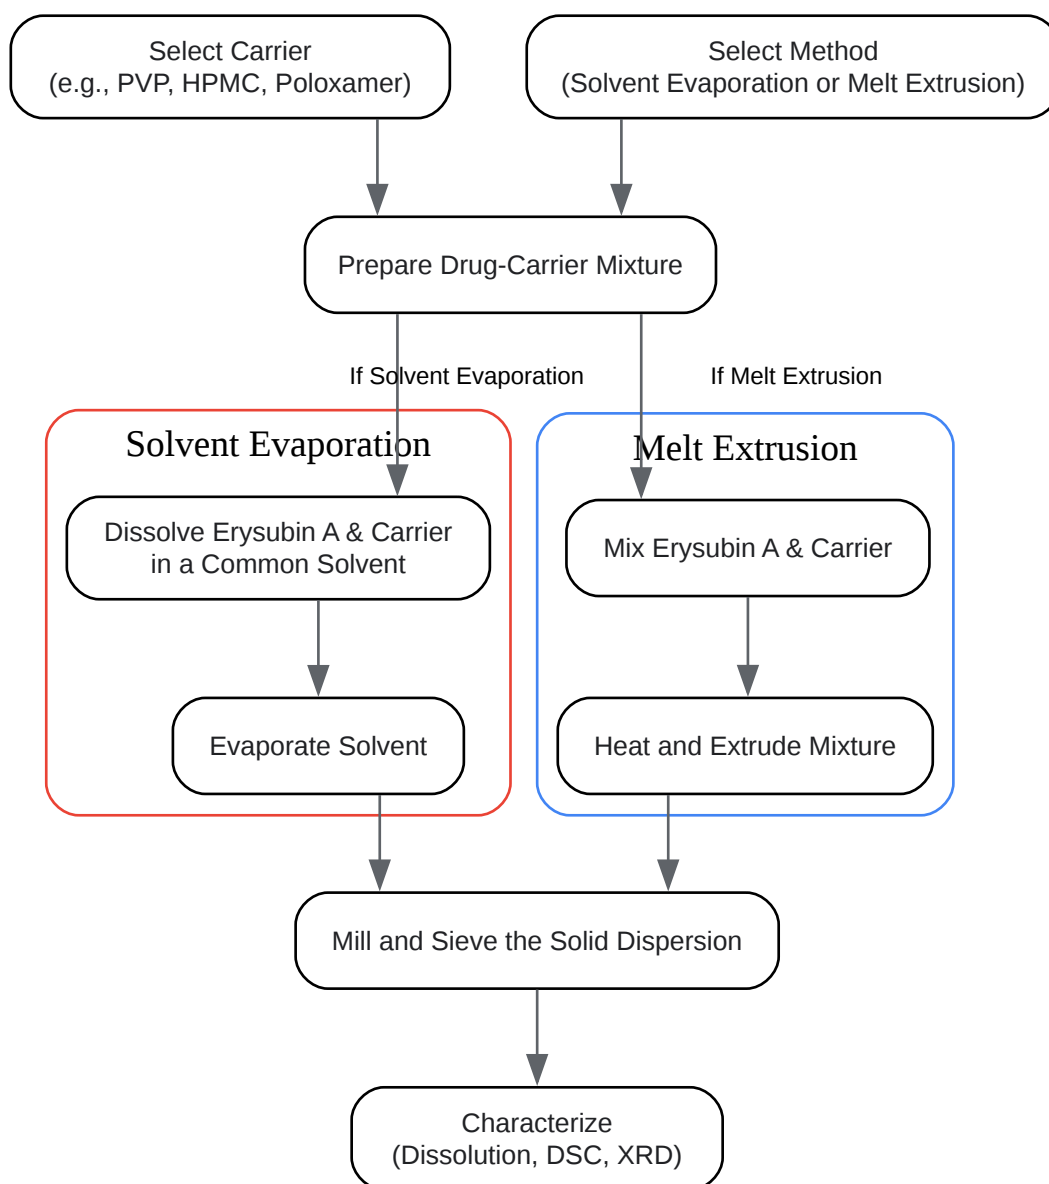 Select Carrier
(e.g., PVP, HPMC, Poloxamer)
Select Method
(Solvent Evaporation or Melt Extrusion)
Prepare Drug-Carrier Mixture
If Solvent Evaporation
If Melt Extrusion
Solvent Evaporation
Melt Extrusion
Dissolve Erysubin A & Carrier
in a Common Solvent
Mix Erysubin A & Carrier
Evaporate Solvent
Heat and Extrude Mixture
Mill and Sieve the Solid Dispersion
Characterize
(Dissolution, DSC, XRD)